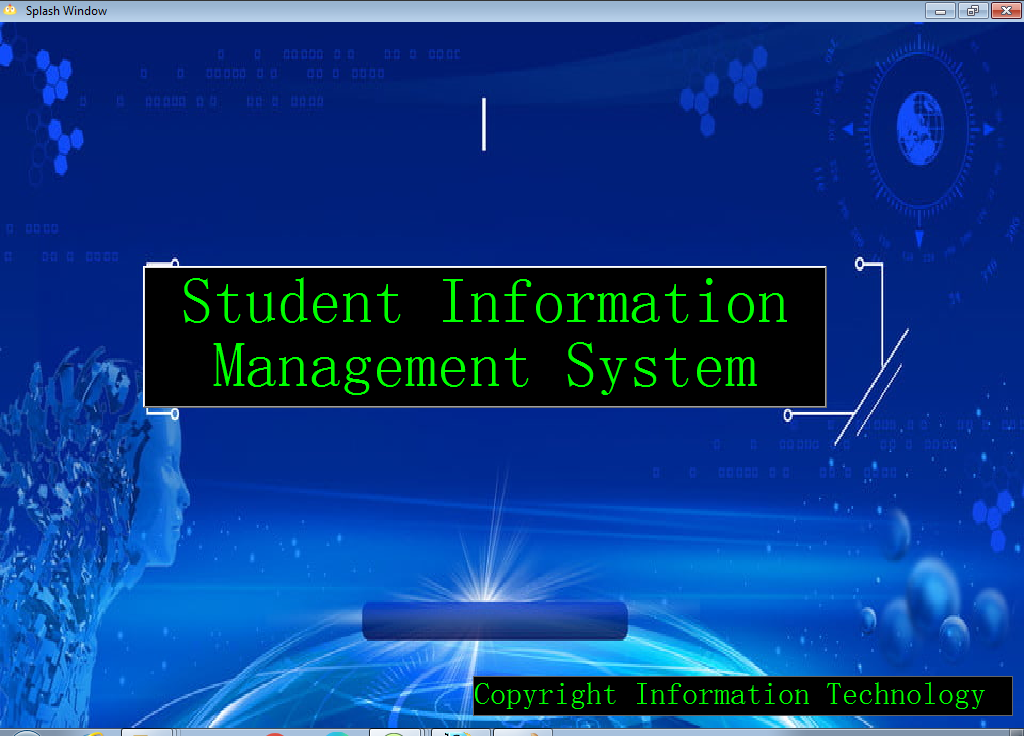 Splash Window
Student Information
Management System
Copyright Information Technology